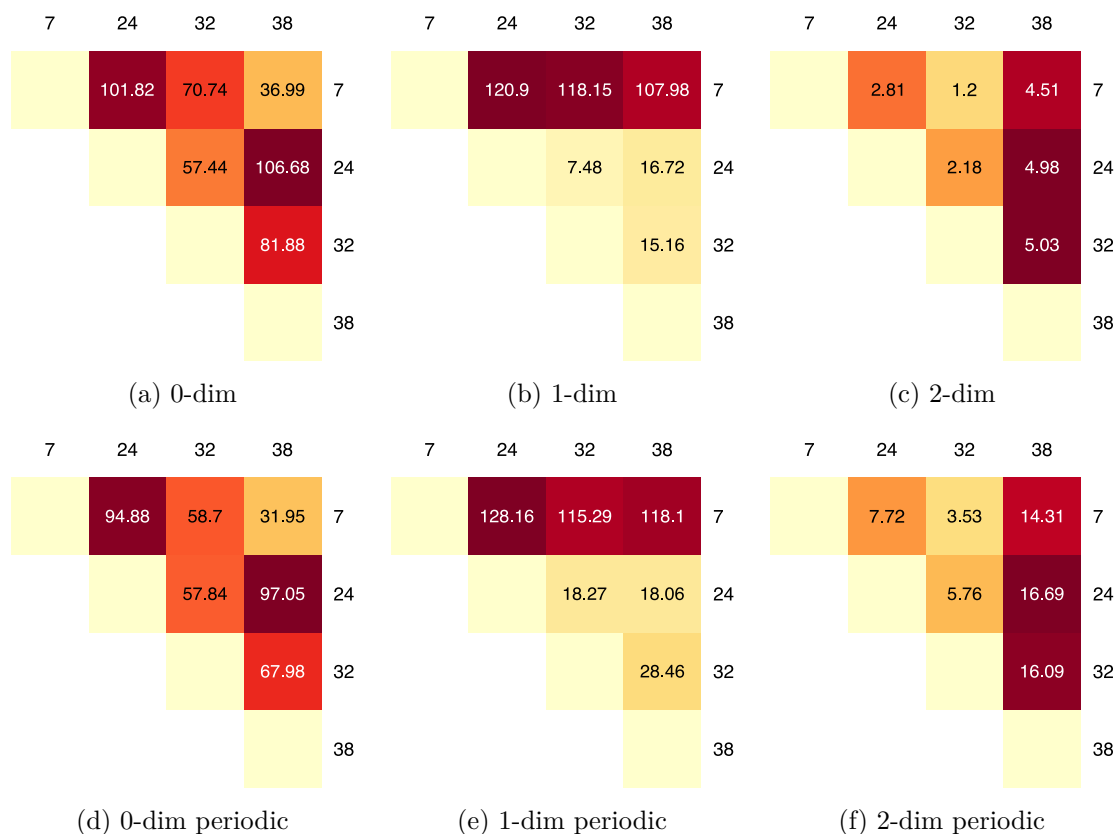 7 24 32 38 7 24 32 38 7 24 32 38
101.82 70.74 36.99 7 120.9 118.15 107.98 7 2.81 1.2 4.51 7
57.44 106.68 24 7.48 16.72 24 2.18 4.98 24
81.88 32 15.16 32 5.03 32
38 38 38
(a) 0-dim (b) 1-dim (c) 2-dim
7 24 32 38 7 24 32 38 7 24 32 38
94.88 58.7 31.95 7 128.16 115.29 118.1 7 7.72 3.53 14.31 7
57.84 97.05 24 18.27 18.06 24 5.76 16.69 24
67.98 32 28.46 32 16.09 32
38 38 38
(d) 0-dim periodic (e) 1-dim periodic (f) 2-dim periodic